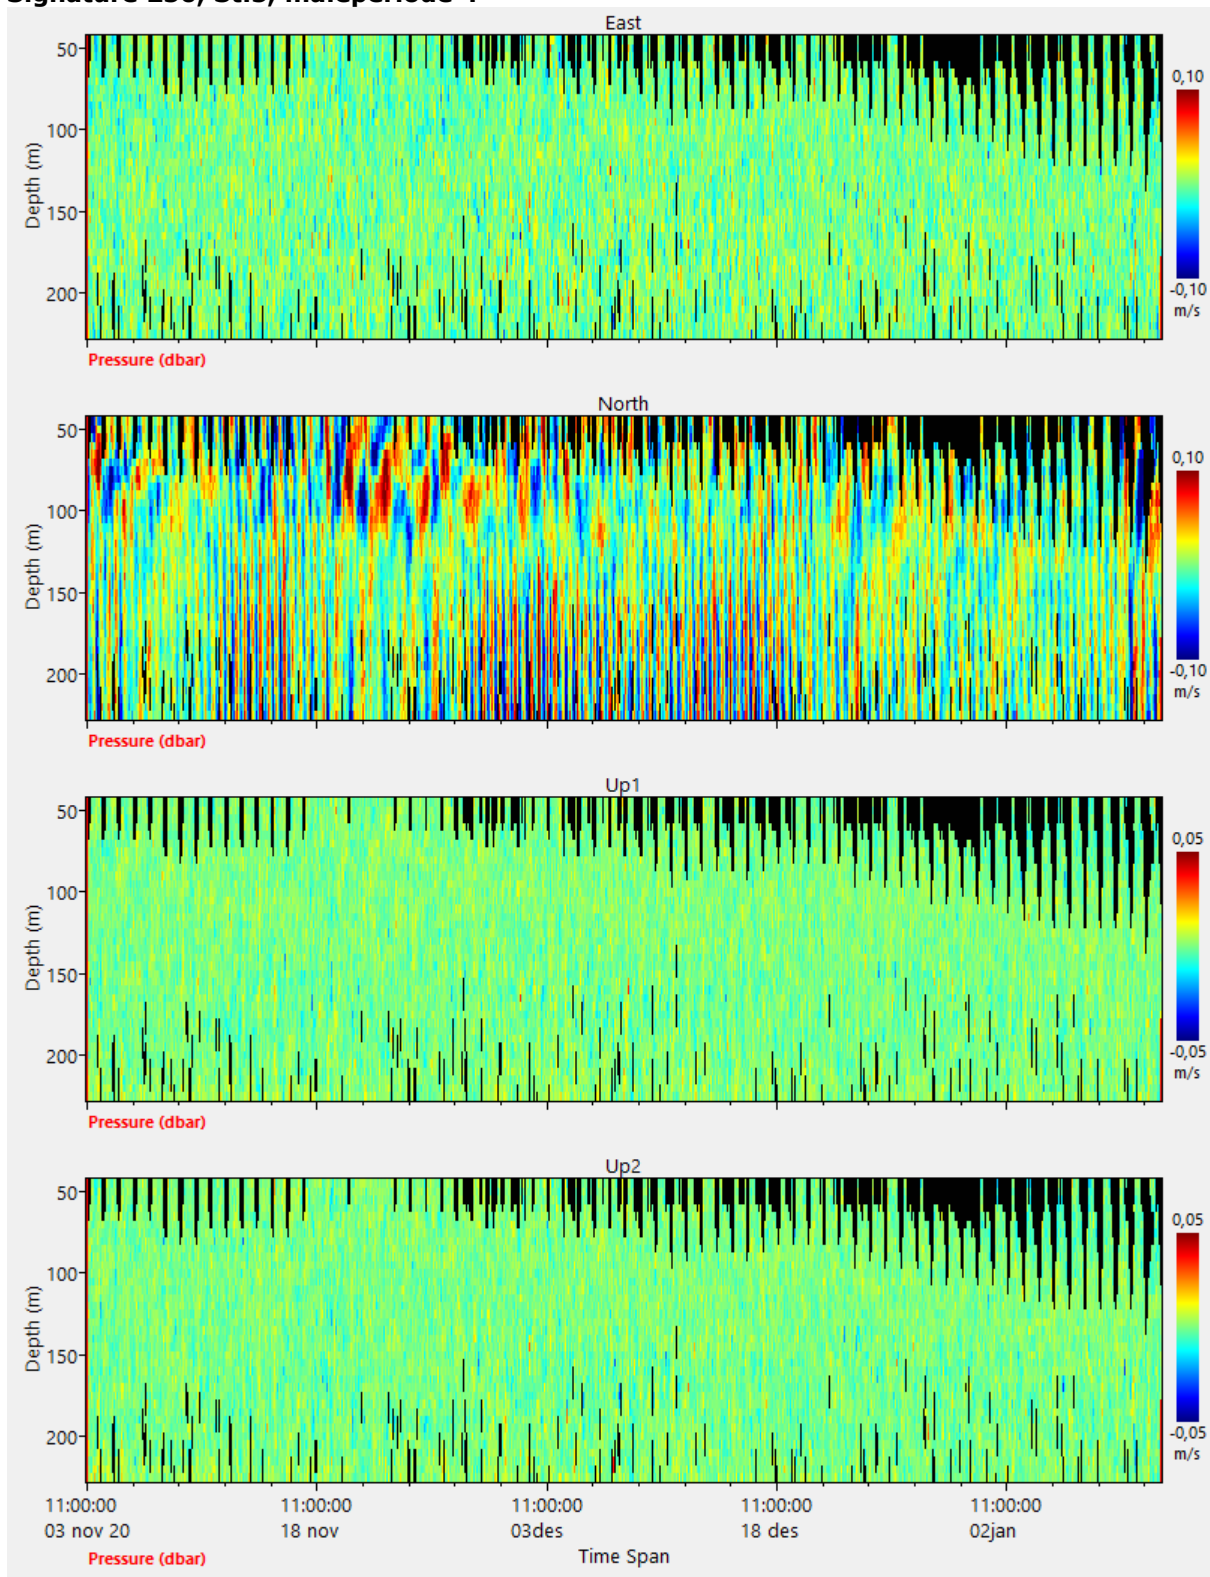 East
50
100
150
200
Depth (m)
0,10
-0,10
m/s
Pressure (dbar)
North
50
100
150
200
Depth (m)
0,10
-0,10
m/s
Pressure (dbar)
Up1
50
100
150
200
Depth (m)
0,05
-0,05
m/s
Pressure (dbar)
Up2
50
100
150
200
Depth (m)
0,05
-0,05
m/s
11:00:00 11:00:00 11:00:00 11:00:00 11:00:00
03 nov 20 18 nov 03des 18 des 02jan
Pressure (dbar) Time Span